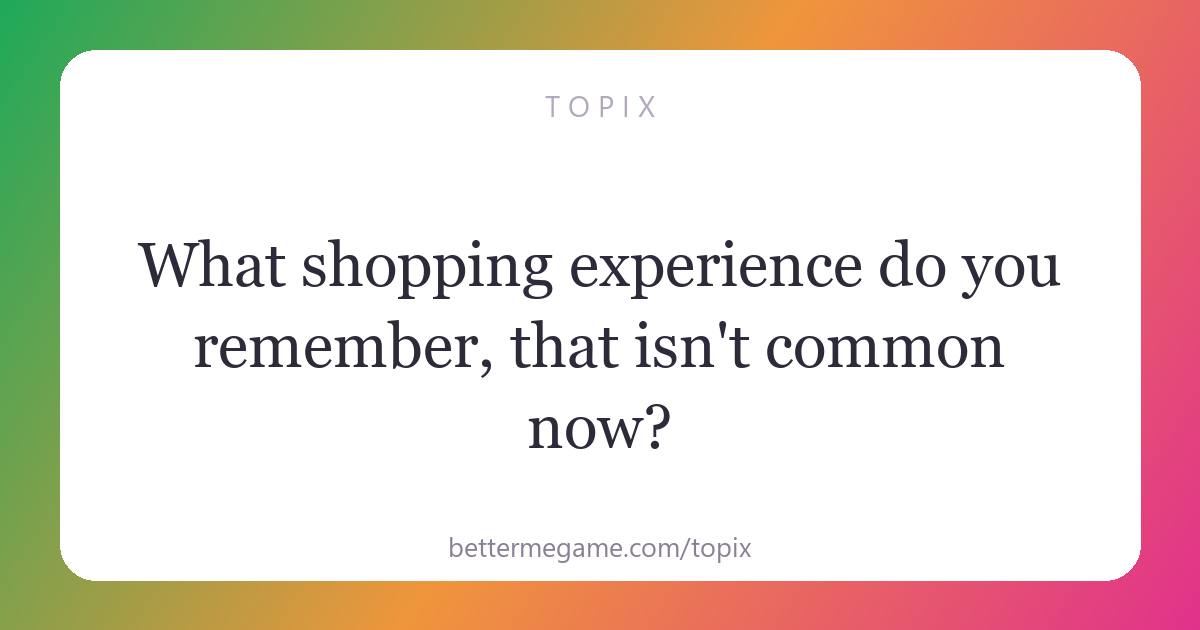 TOPIX
What shopping experience do you
remember, that isn't common
now?
bettermegame.com/topix